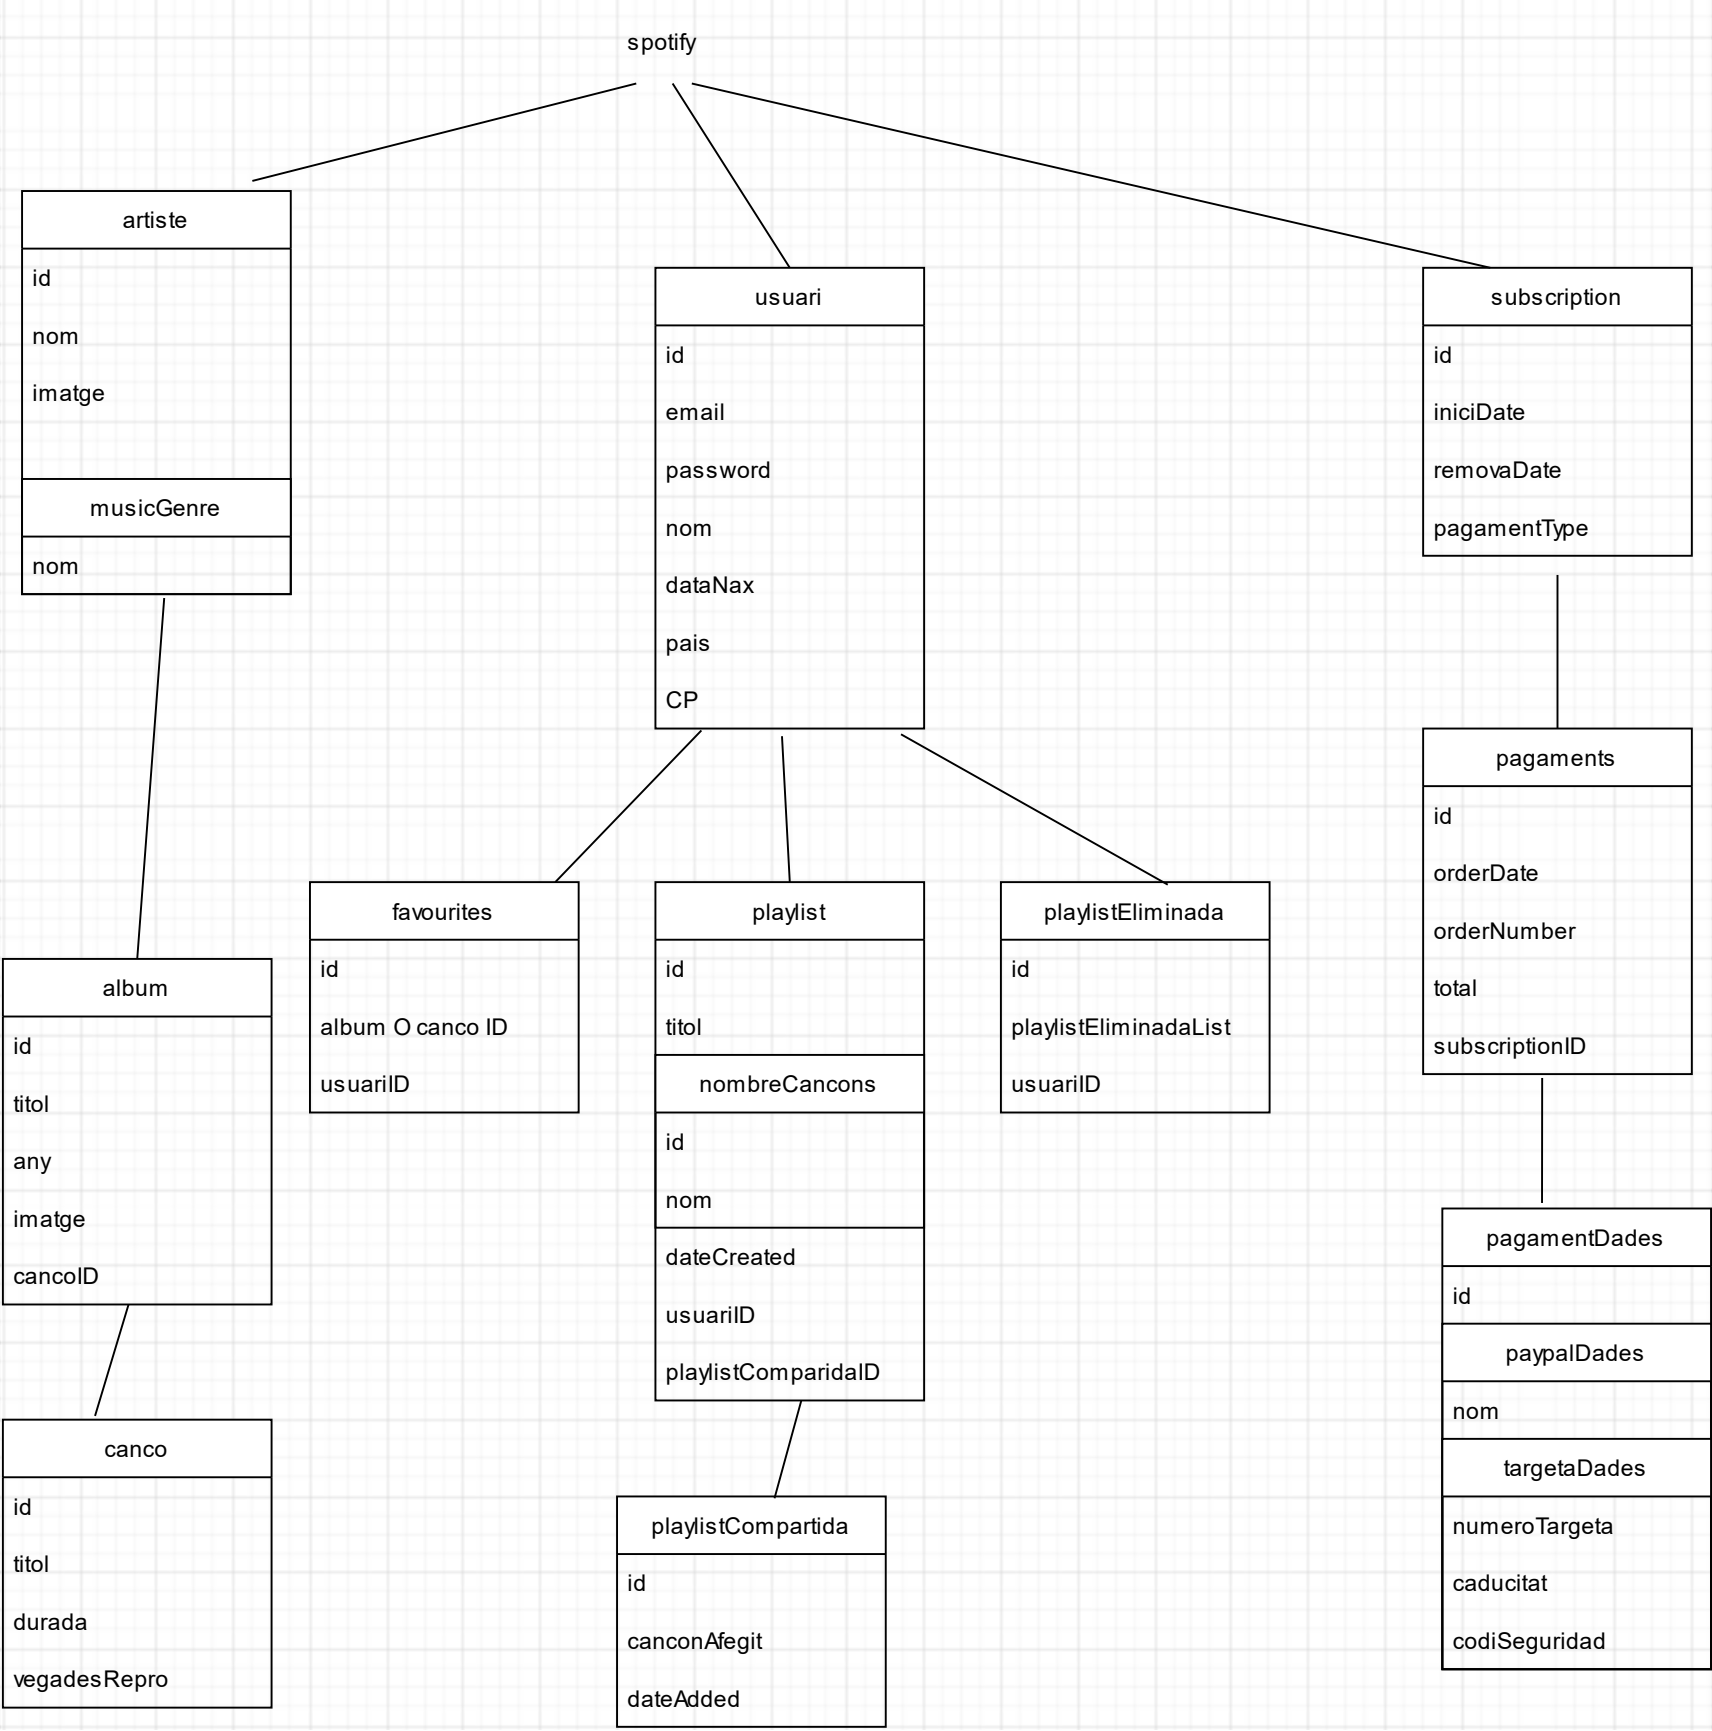 spotify
artiste
id
nom
imatge
musicGenre
nom
usuari
id
email
password
nom
dataNax
pais
CP
subscription
id
iniciDate
removaDate
pagamentType
album
id
titol
any
imatge
cancoID
favourites
id
album O canco ID
usuariID
playlist
id
titol
nombreCancons
id
nom
dateCreated
usuariID
playlistComparidaID
playlistEliminada
id
playlistEliminadaList
usuariID
pagaments
id
orderDate
orderNumber
total
subscriptionID
canco
id
titol
durada
vegadesRepro
playlistCompartida
id
canconAfegit
dateAdded
pagamentDades
id
paypalDades
nom
targetaDades
numeroTargeta
caducitat
codiSeguridad